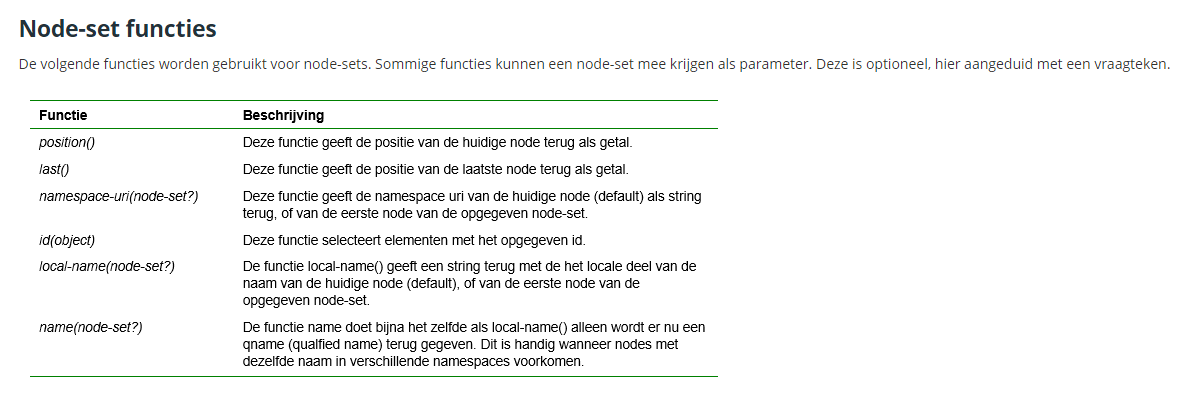 Node-set functies
De volgende functies worden gebruikt voor node-sets. Sommige functies kunnen een node-set mee krijgen als parameter. Deze is optioneel, hier aangeduid met een vraagteken.
Functie Beschrijving
position() Deze functie geeft de positie van de huidige node terug als getal.
last() Deze functie geeft de positie van de laatste node terug als getal.
namespace-uri(node-set?) Deze functie geeft de namespace uri van de huidige node (default) als string
terug, of van de eerste node van de opgegeven node-set.
id(object) Deze functie selecteert elementen met het opgegeven id.
local-name(node-set?) De functie local-name() geeft een string terug met de het locale deel van de
naam van de huidige node (default), of van de eerste node van de
opgegeven node-set.
name(node-set?) De functie name doet bijna het zelfde als local-name() alleen wordt er nu een
qname (qualfied name) terug gegeven. Dit is handig wanneer nodes met
dezelfde naam in verschillende namespaces voorkomen.